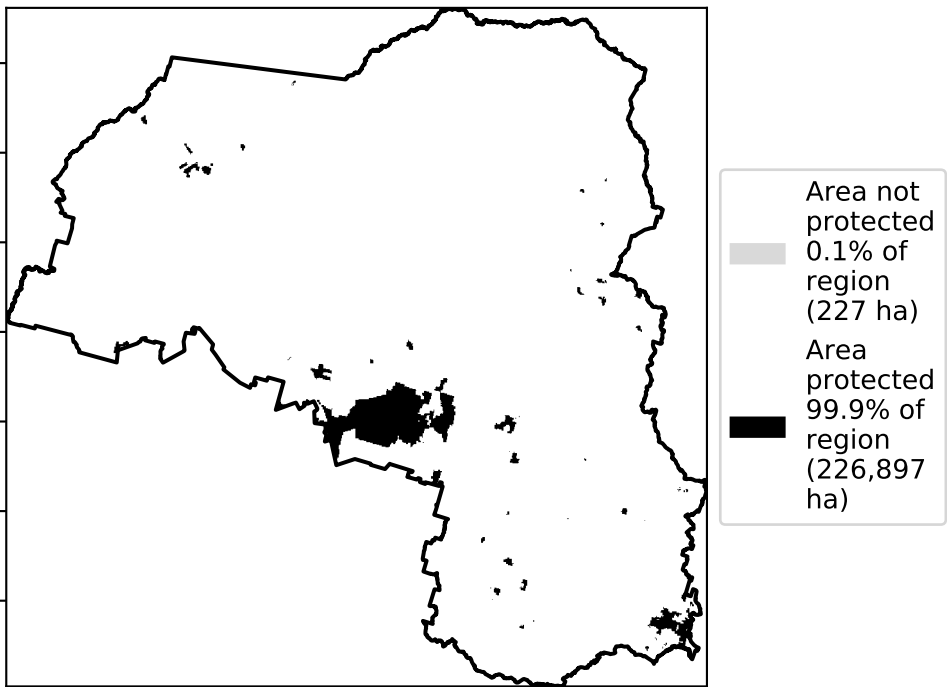 Area not
protected
0.1% of
region
(227 ha)
Area
protected
99.9% of
region
(226,897
ha)